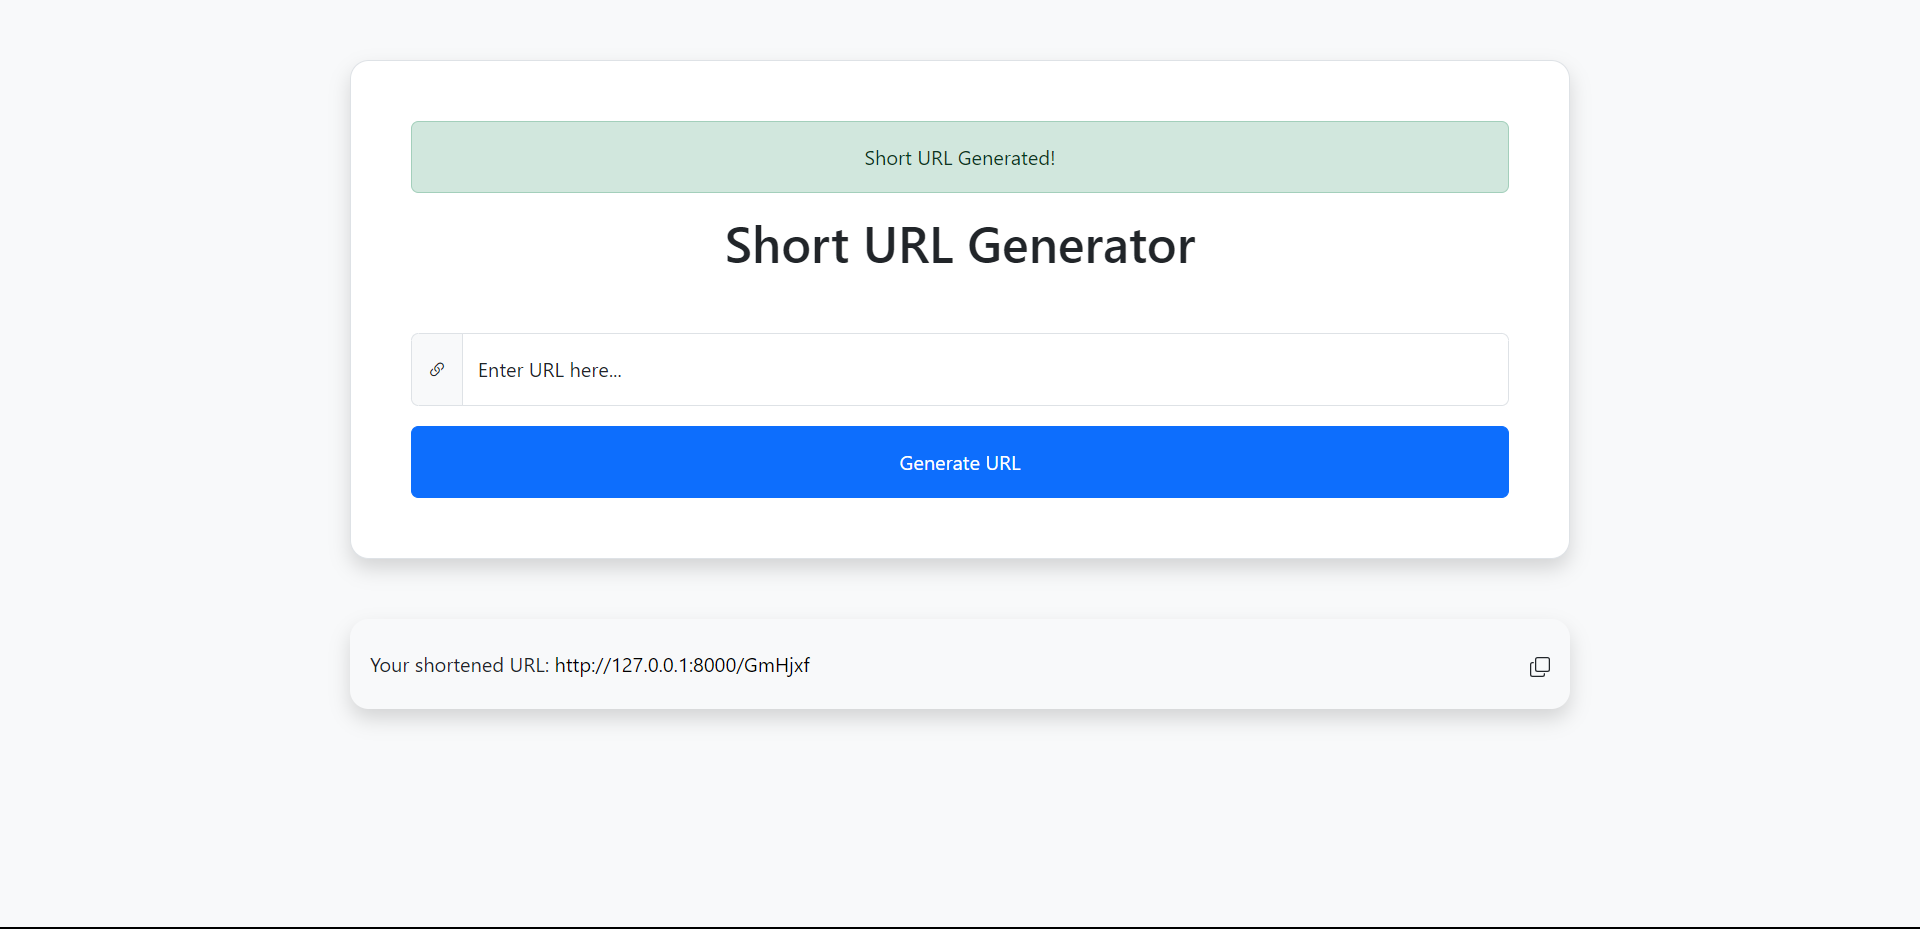 Short URL Generated!
Short URL Generator
Enter URL here...
Generate URL
Your shortened URL: http://127.0.0.1:8000/GmHjxf